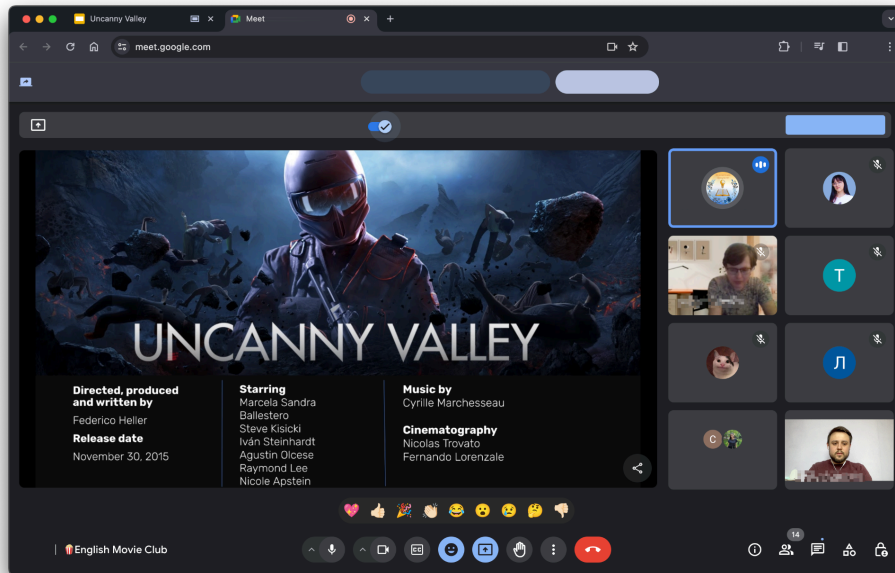 Uncanny Valley
Meet
meet.google.com
T
Л
C
UNCANNY VALLEY
Directed, produced
and written by
Federico Heller
Release date
November 30, 2015
Starring
Marcela Sandra
Ballestero
Steve Kisicki
Iván Steinhardt
Agustin Olcese
Raymond Lee
Nicole Apstein
Music by
Cyrille Marchesseau
Cinematography
Nicolas Trovato
Fernando Lorenzale
🍿English Movie Club
CC
14